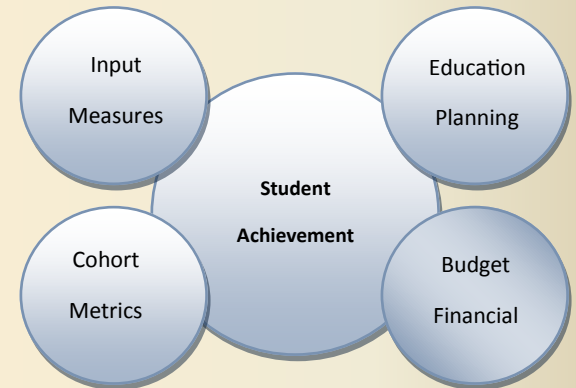 Input
Measures
Education
Planning
Student
Achievement
Cohort
Metrics
Budget
Financial